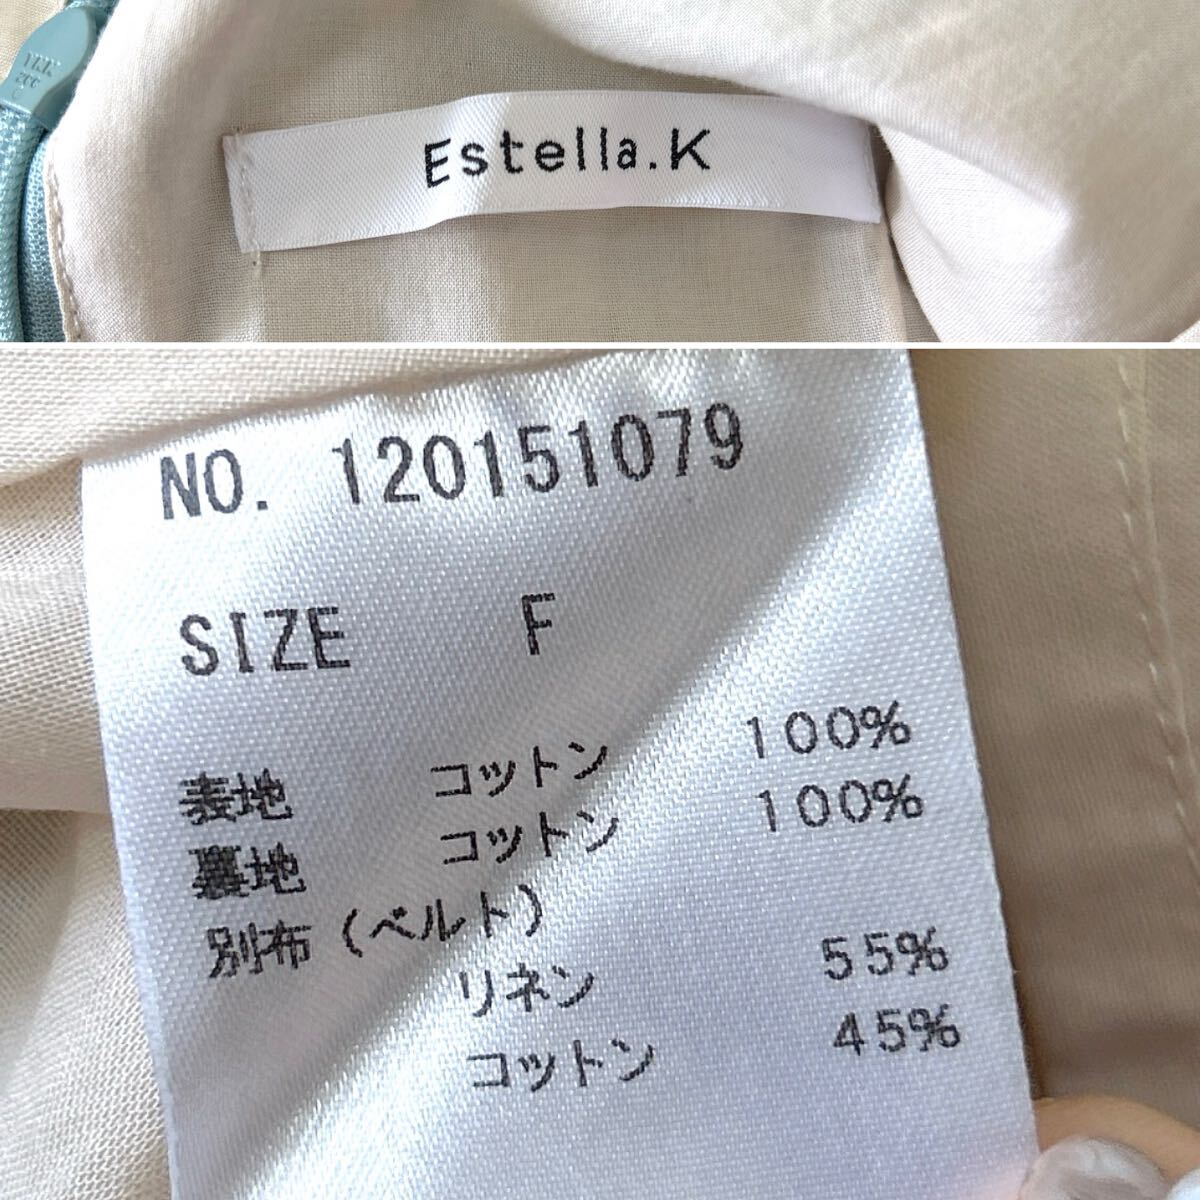 YKK
Estella.K
NO. 120151079
SIZE F
表地 コットン 100%
裏地 コットン 100%
別布(ベルト)
リネン 55%
コットン 45%